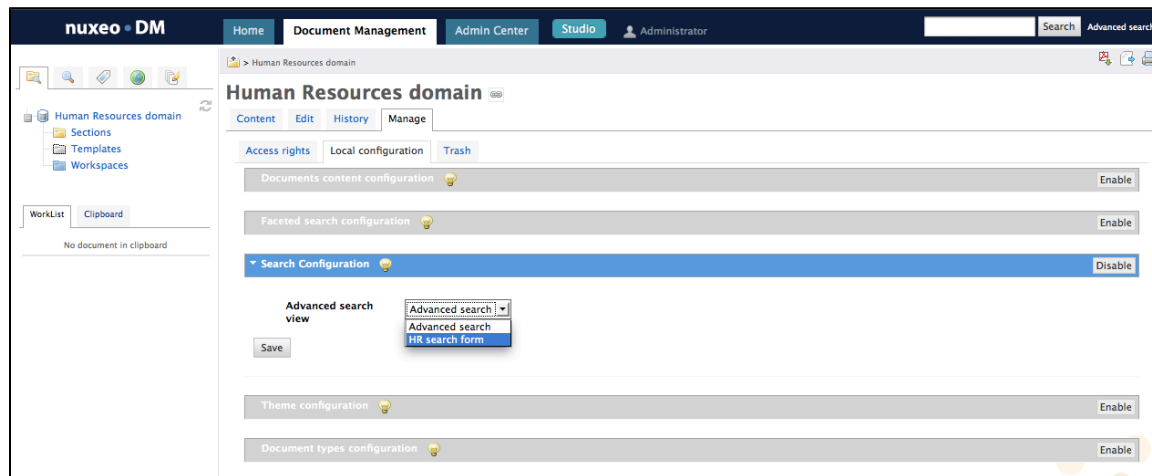 nuxeo DM Home Document Management Admin Center Studio Administrator Search Advanced search
> Human Resources domain
Human Resources domain
Content Edit History Manage
Access rights Local configuration Trash
Documents content configuration Enable
Faceted search configuration Enable
Search Configuration Disable
Advanced search view
Advanced search
Advanced search
HR search form
Save
Theme configuration Enable
Document types configuration Enable
Human Resources domain
Sections
Templates
Workspaces
WorkList Clipboard
No document in clipboard